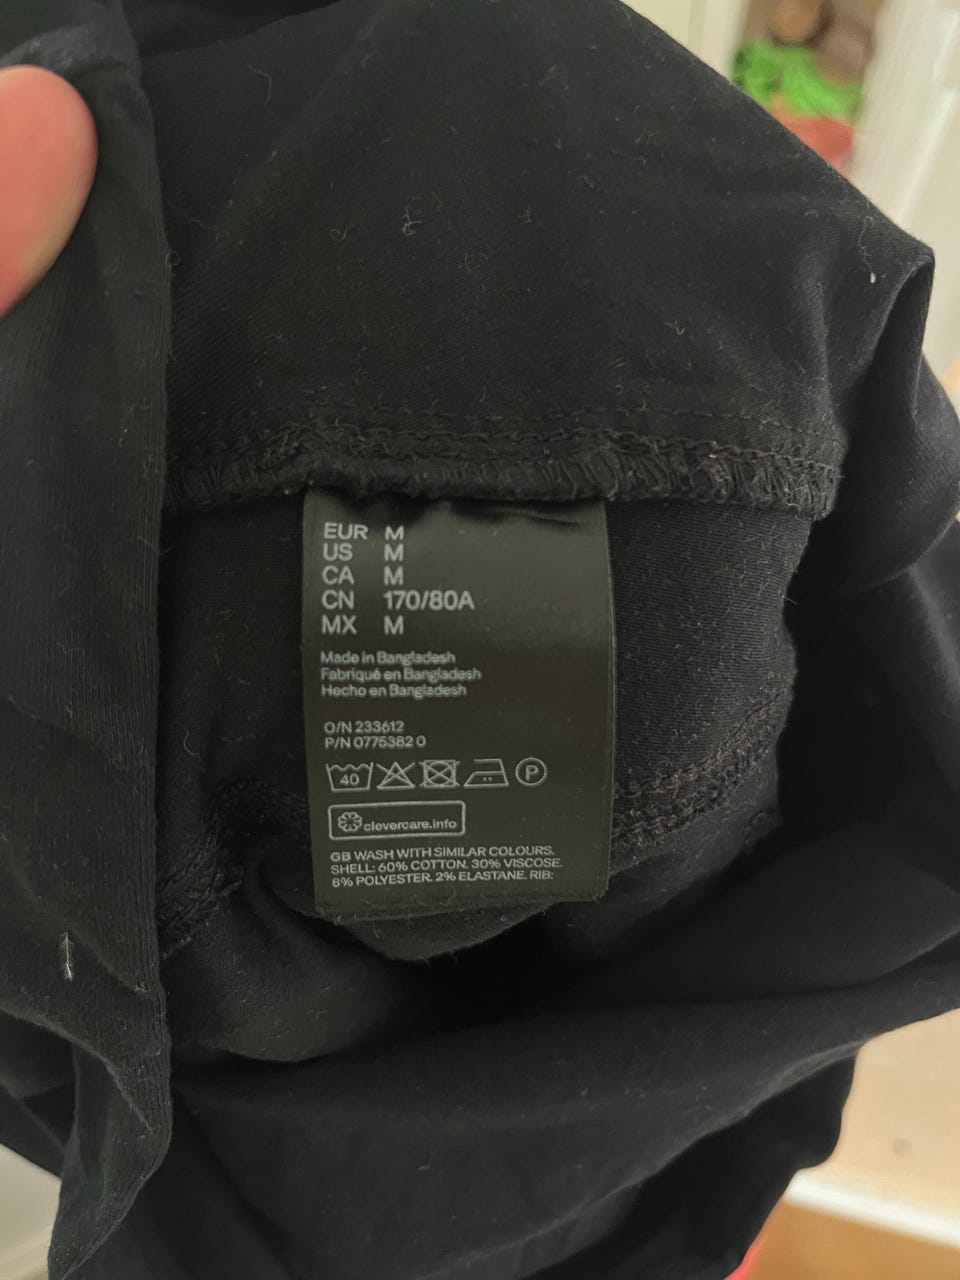 EUR M
US M
CA M
CN 170/80A
MX M
Made in Bangladesh
Fabriqué en Bangladesh
Hecho en Bangladesh
O/N 233612
P/N 0775382 0
40 P
clevercare.info
GB WASH WITH SIMILAR COLOURS.
SHELL: 60% COTTON. 30% VISCOSE.
8% POLYESTER. 2% ELASTANE. RIB: